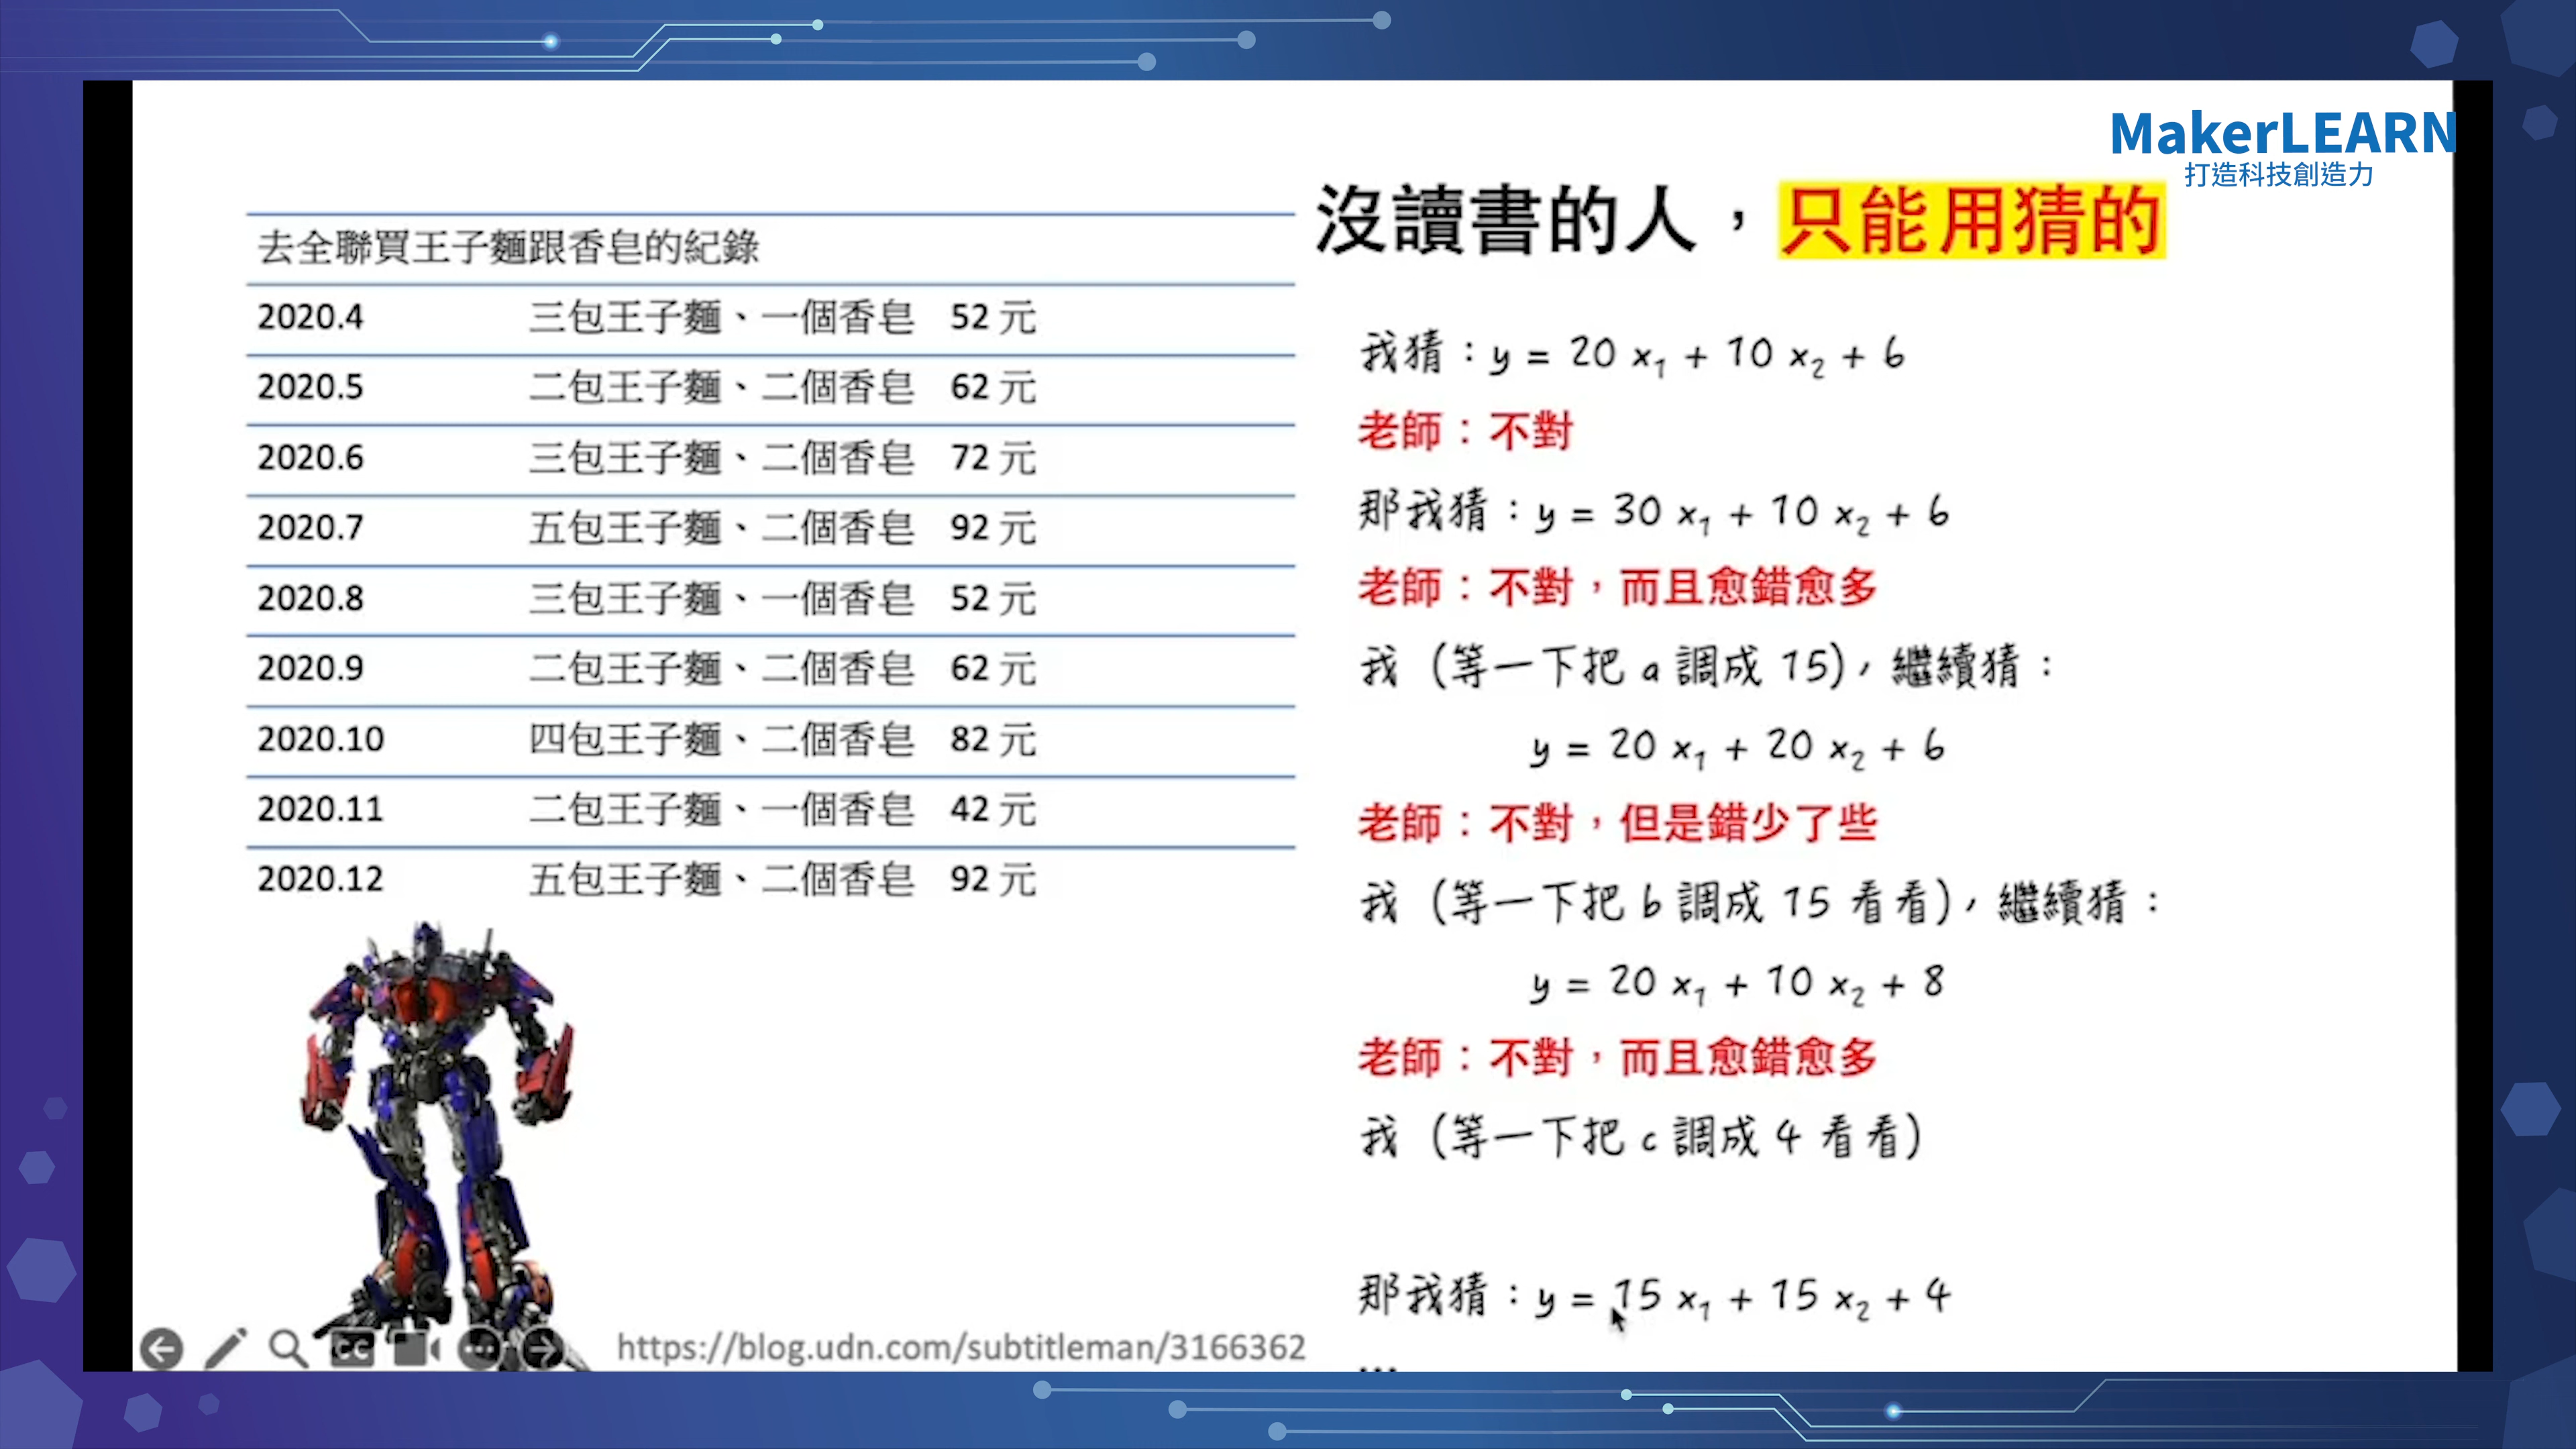 MakerLEARN
打造科技創造力
沒讀書的人，只能用猜的
去全聯買王子麵跟香皂的紀錄
2020.4 三包王子麵、一個香皂 52 元
2020.5 二包王子麵、二個香皂 62 元
2020.6 三包王子麵、二個香皂 72 元
2020.7 五包王子麵、二個香皂 92 元
2020.8 三包王子麵、一個香皂 52 元
2020.9 二包王子麵、二個香皂 62 元
2020.10 四包王子麵、二個香皂 82 元
2020.11 二包王子麵、一個香皂 42 元
2020.12 五包王子麵、二個香皂 92 元
我猜：y = 20 x₁ + 10 x₂ + 6
老師：不對
那我猜：y = 30 x₁ + 10 x₂ + 6
老師：不對，而且愈錯愈多
我 (等一下把 a 調成 15)，繼續猜：
y = 20 x₁ + 20 x₂ + 6
老師：不對，但是錯少了些
我 (等一下把 b 調成 15 看看)，繼續猜：
y = 20 x₁ + 10 x₂ + 8
老師：不對，而且愈錯愈多
我 (等一下把 c 調成 4 看看)
那我猜：y = 15 x₁ + 15 x₂ + 4
...
CC
https://blog.udn.com/subtitleman/3166362